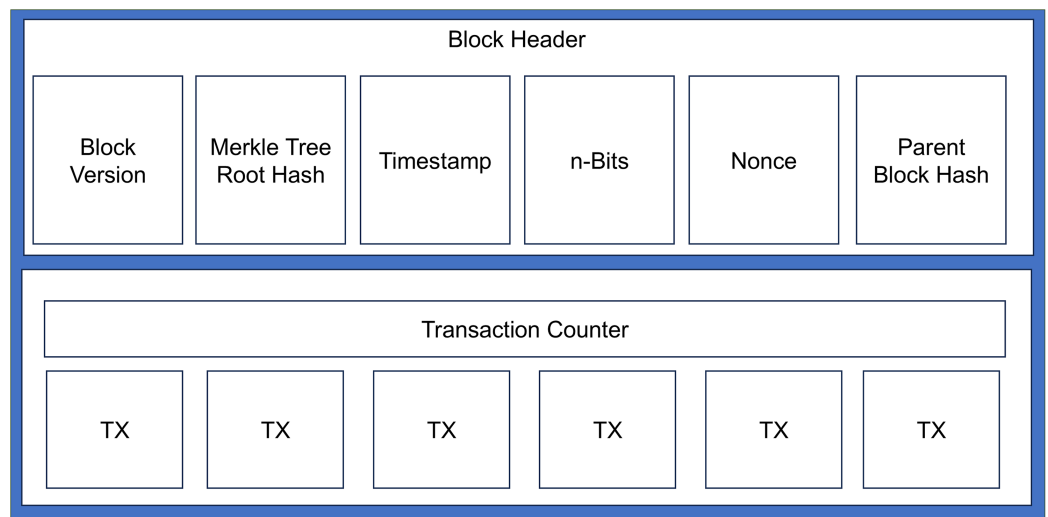 Block Header
Block
Version
Merkle Tree
Root Hash
Timestamp
n-Bits
Nonce
Parent
Block Hash
Transaction Counter
TX
TX
TX
TX
TX
TX